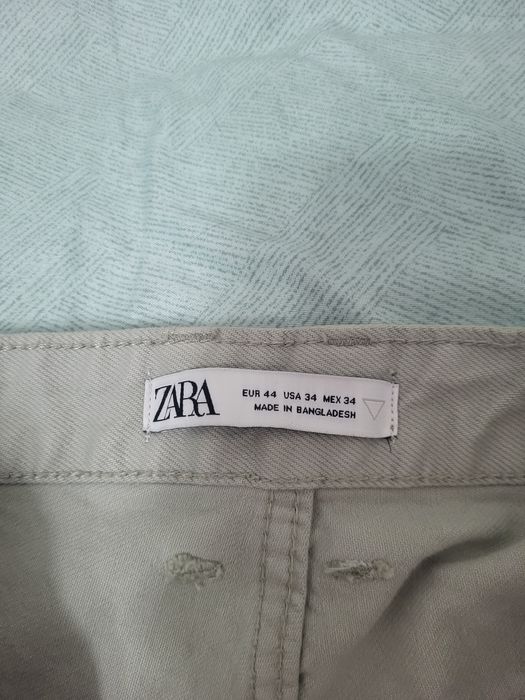 ZARA
EUR 44 USA 34 MEX 34
MADE IN BANGLADESH